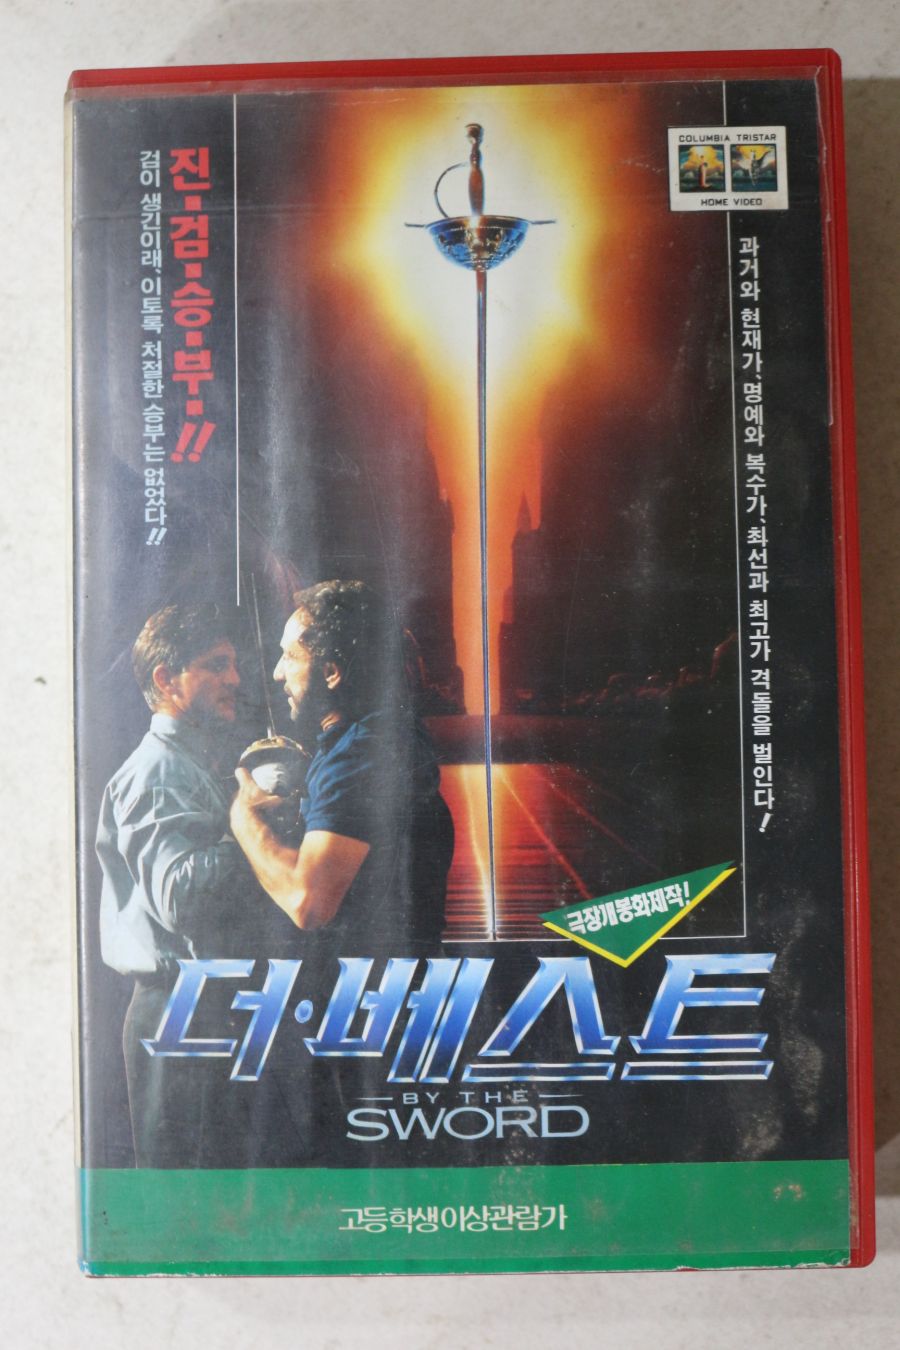 진·검·승·부·!!
검이 생긴이래, 이토록 처절한 승부는 없었다!!
COLUMBIA TRISTAR
HOME VIDEO
과거와 현재가, 명예와 복수가, 최선과 최고가 격돌을 벌인다!
극장개봉화제작!
더·베스트
BY THE
SWORD
고등학생이상관람가